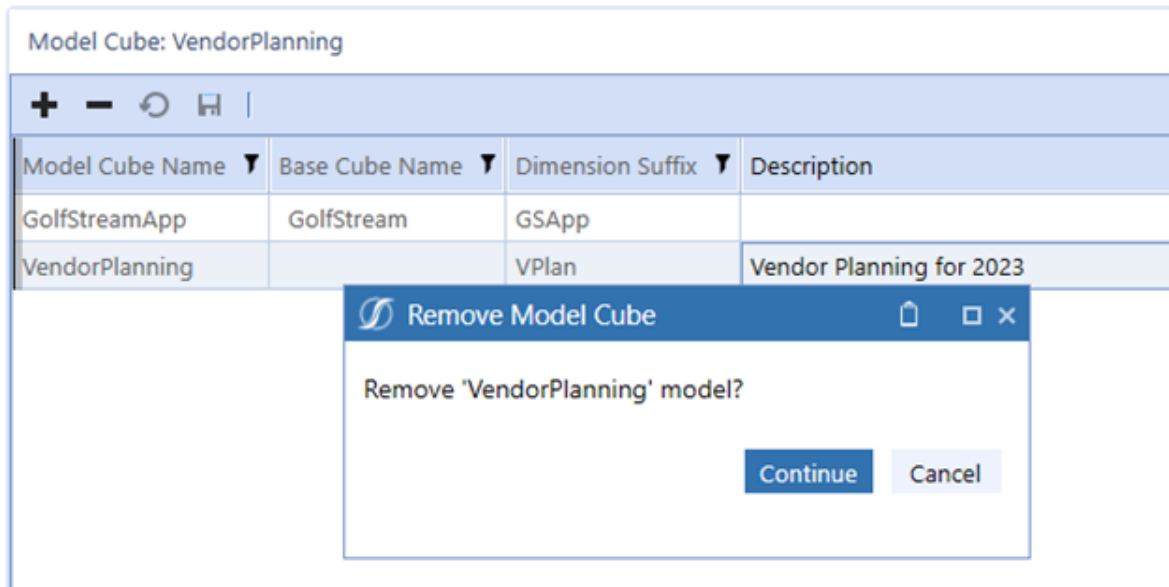 Model Cube: VendorPlanning
Model Cube Name Base Cube Name Dimension Suffix Description
GolfStreamApp GolfStream GSApp
VendorPlanning VPlan Vendor Planning for 2023
Remove Model Cube
Remove 'VendorPlanning' model?
Continue Cancel